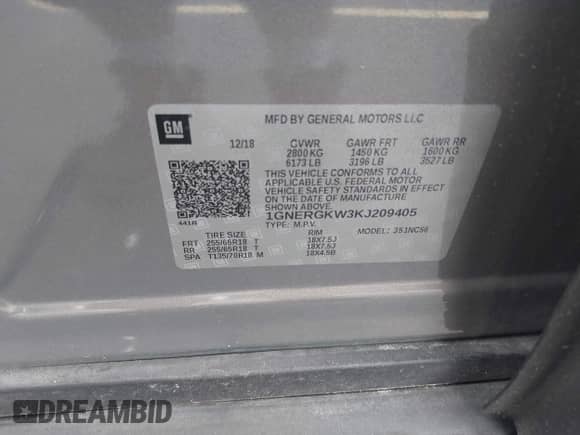 GM
MFD BY GENERAL MOTORS LLC
12/18 GVWR GAWR FRT GAWR RR
2800 KG 1450 KG 1600 KG
6173 LB 3196 LB 3527 LB
THIS VEHICLE CONFORMS TO ALL
APPLICABLE U.S. FEDERAL MOTOR
VEHICLE SAFETY STANDARDS IN EFFECT
ON THE DATE OF MANUFACTURE
SHOWN ABOVE.
1GNERGKW3KJ209405
TYPE: M.P.V. MODEL: 351NC56
TIRE SIZE RIM
FRT 255/65R18 T 18X7.5J
RR 255/65R18 T 18X7.5J
SPA T135/70R18 M 18X4.5B
DREAMBID